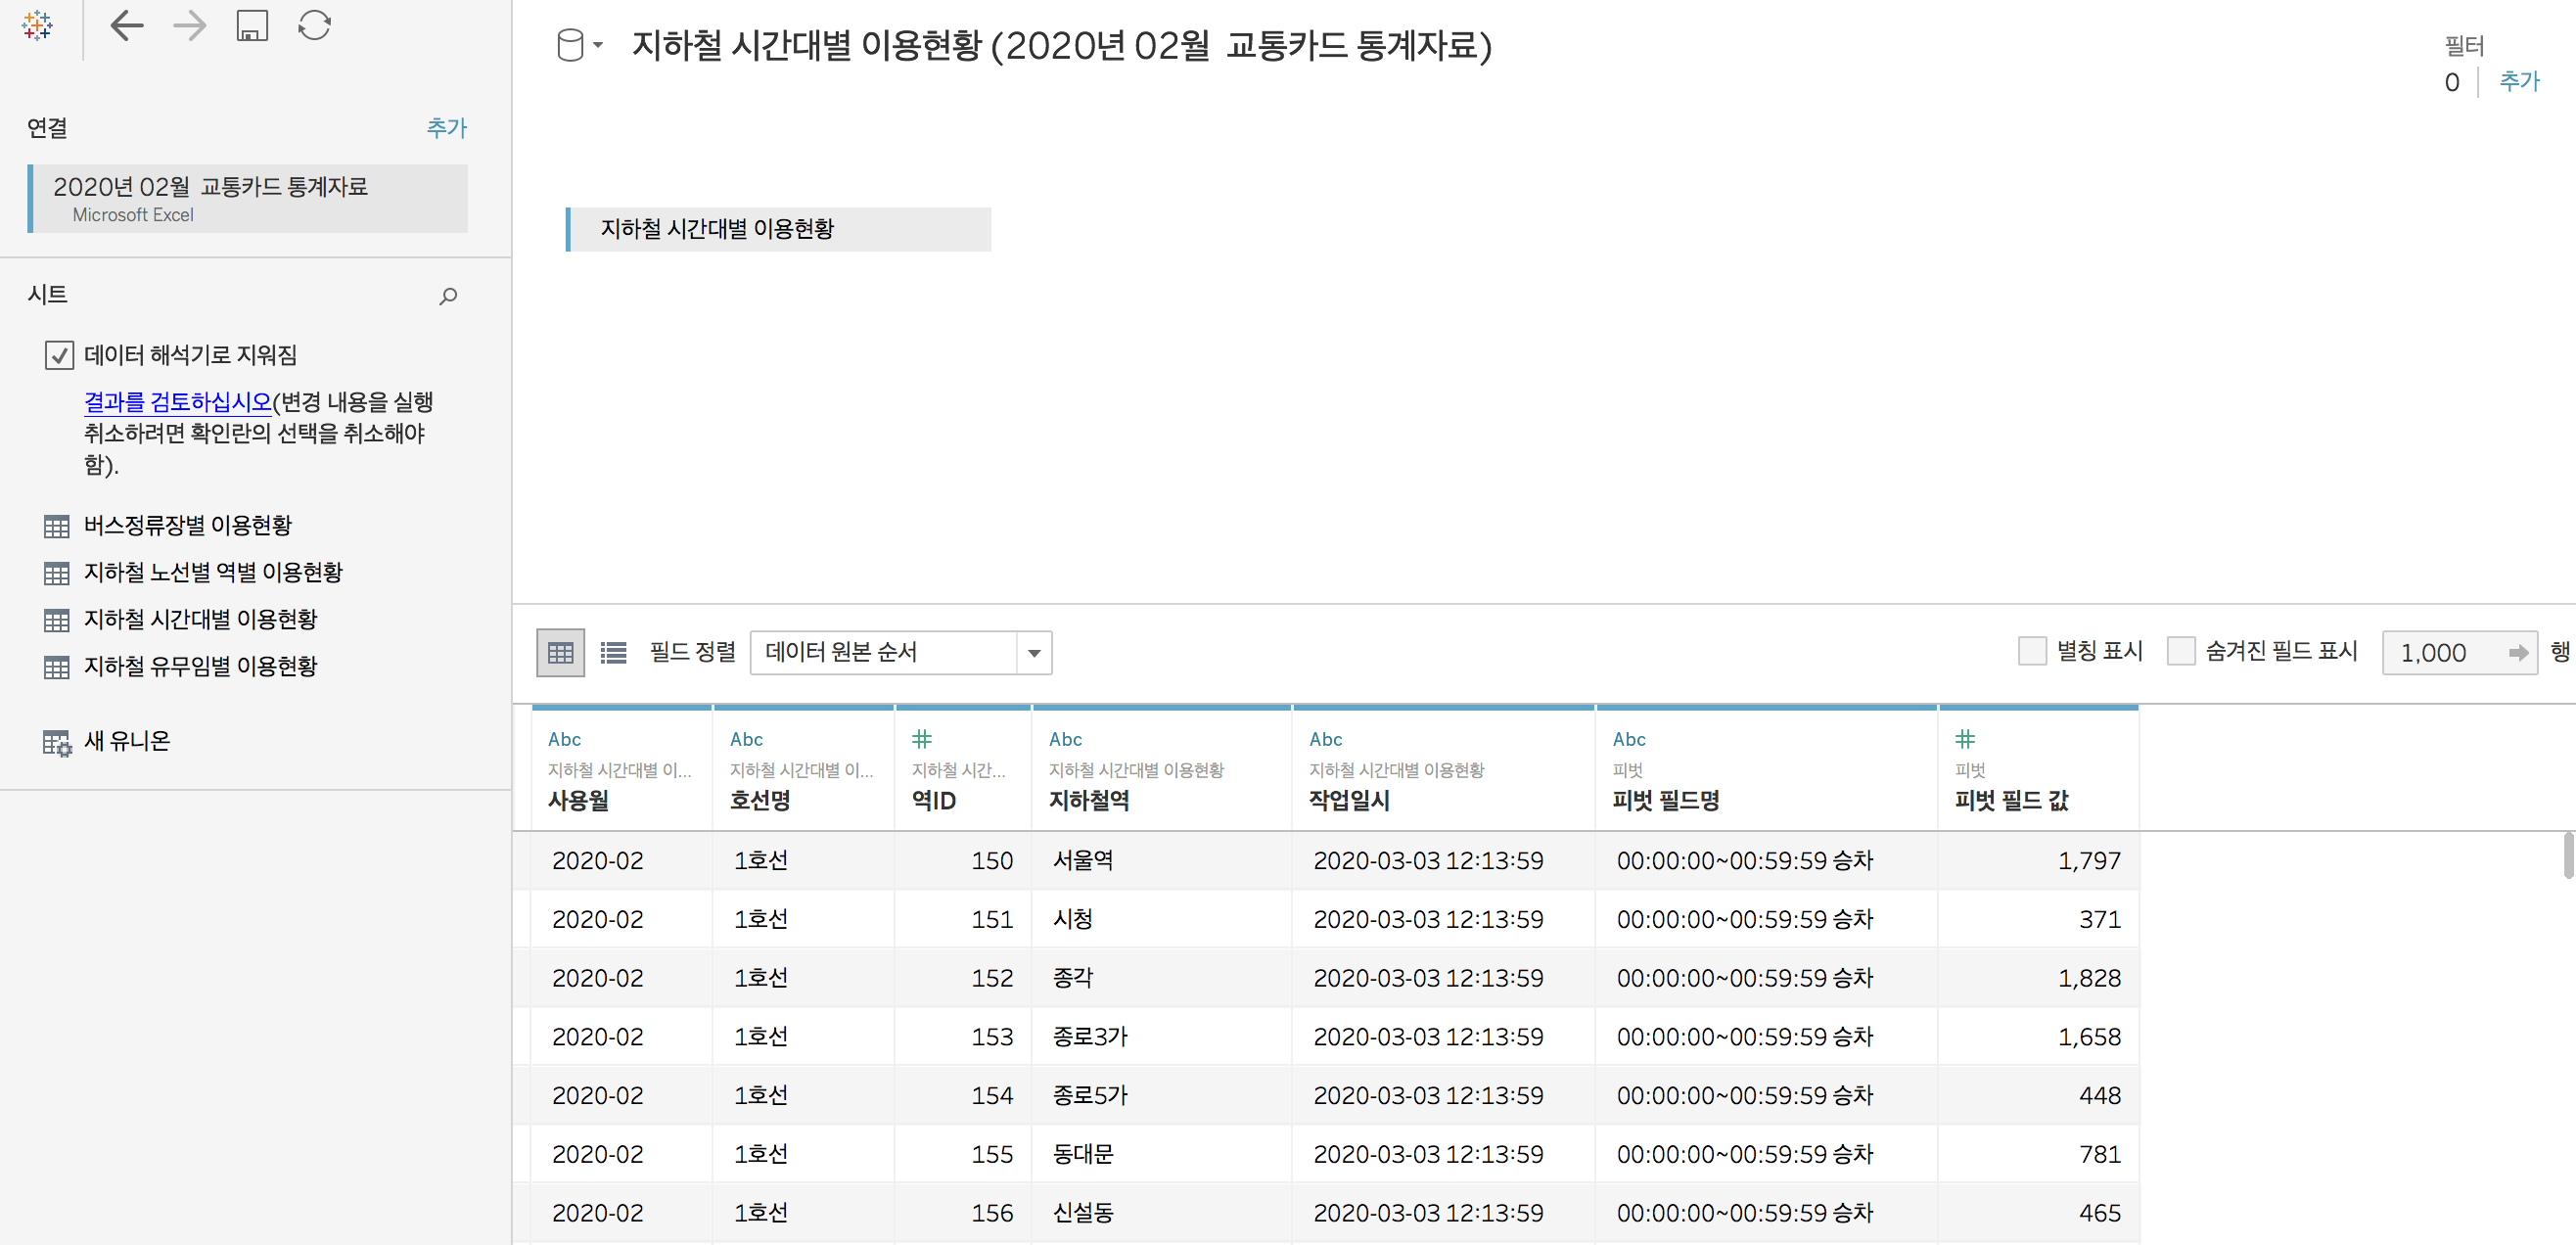 지하철 시간대별 이용현황 (2020년 02월  교통카드 통계자료)
필터
0 추가
연결 추가
2020년 02월  교통카드 통계자료
Microsoft Excel
지하철 시간대별 이용현황
시트
데이터 해석기로 지워짐
결과를 검토하십시오(변경 내용을 실행
취소하려면 확인란의 선택을 취소해야
함).
버스정류장별 이용현황
지하철 노선별 역별 이용현황
지하철 시간대별 이용현황
지하철 유무임별 이용현황
새 유니온
필드 정렬 데이터 원본 순서 별칭 표시 숨겨진 필드 표시 1,000 행
Abc Abc # Abc Abc Abc #
지하철 시간대별 이... 지하철 시간대별 이... 지하철 시간... 지하철 시간대별 이용현황 지하철 시간대별 이용현황 피벗 피벗
사용월 호선명 역ID 지하철역 작업일시 피벗 필드명 피벗 필드 값
2020-02 1호선 150 서울역 2020-03-03 12:13:59 00:00:00~00:59:59 승차 1,797
2020-02 1호선 151 시청 2020-03-03 12:13:59 00:00:00~00:59:59 승차 371
2020-02 1호선 152 종각 2020-03-03 12:13:59 00:00:00~00:59:59 승차 1,828
2020-02 1호선 153 종로3가 2020-03-03 12:13:59 00:00:00~00:59:59 승차 1,658
2020-02 1호선 154 종로5가 2020-03-03 12:13:59 00:00:00~00:59:59 승차 448
2020-02 1호선 155 동대문 2020-03-03 12:13:59 00:00:00~00:59:59 승차 781
2020-02 1호선 156 신설동 2020-03-03 12:13:59 00:00:00~00:59:59 승차 465